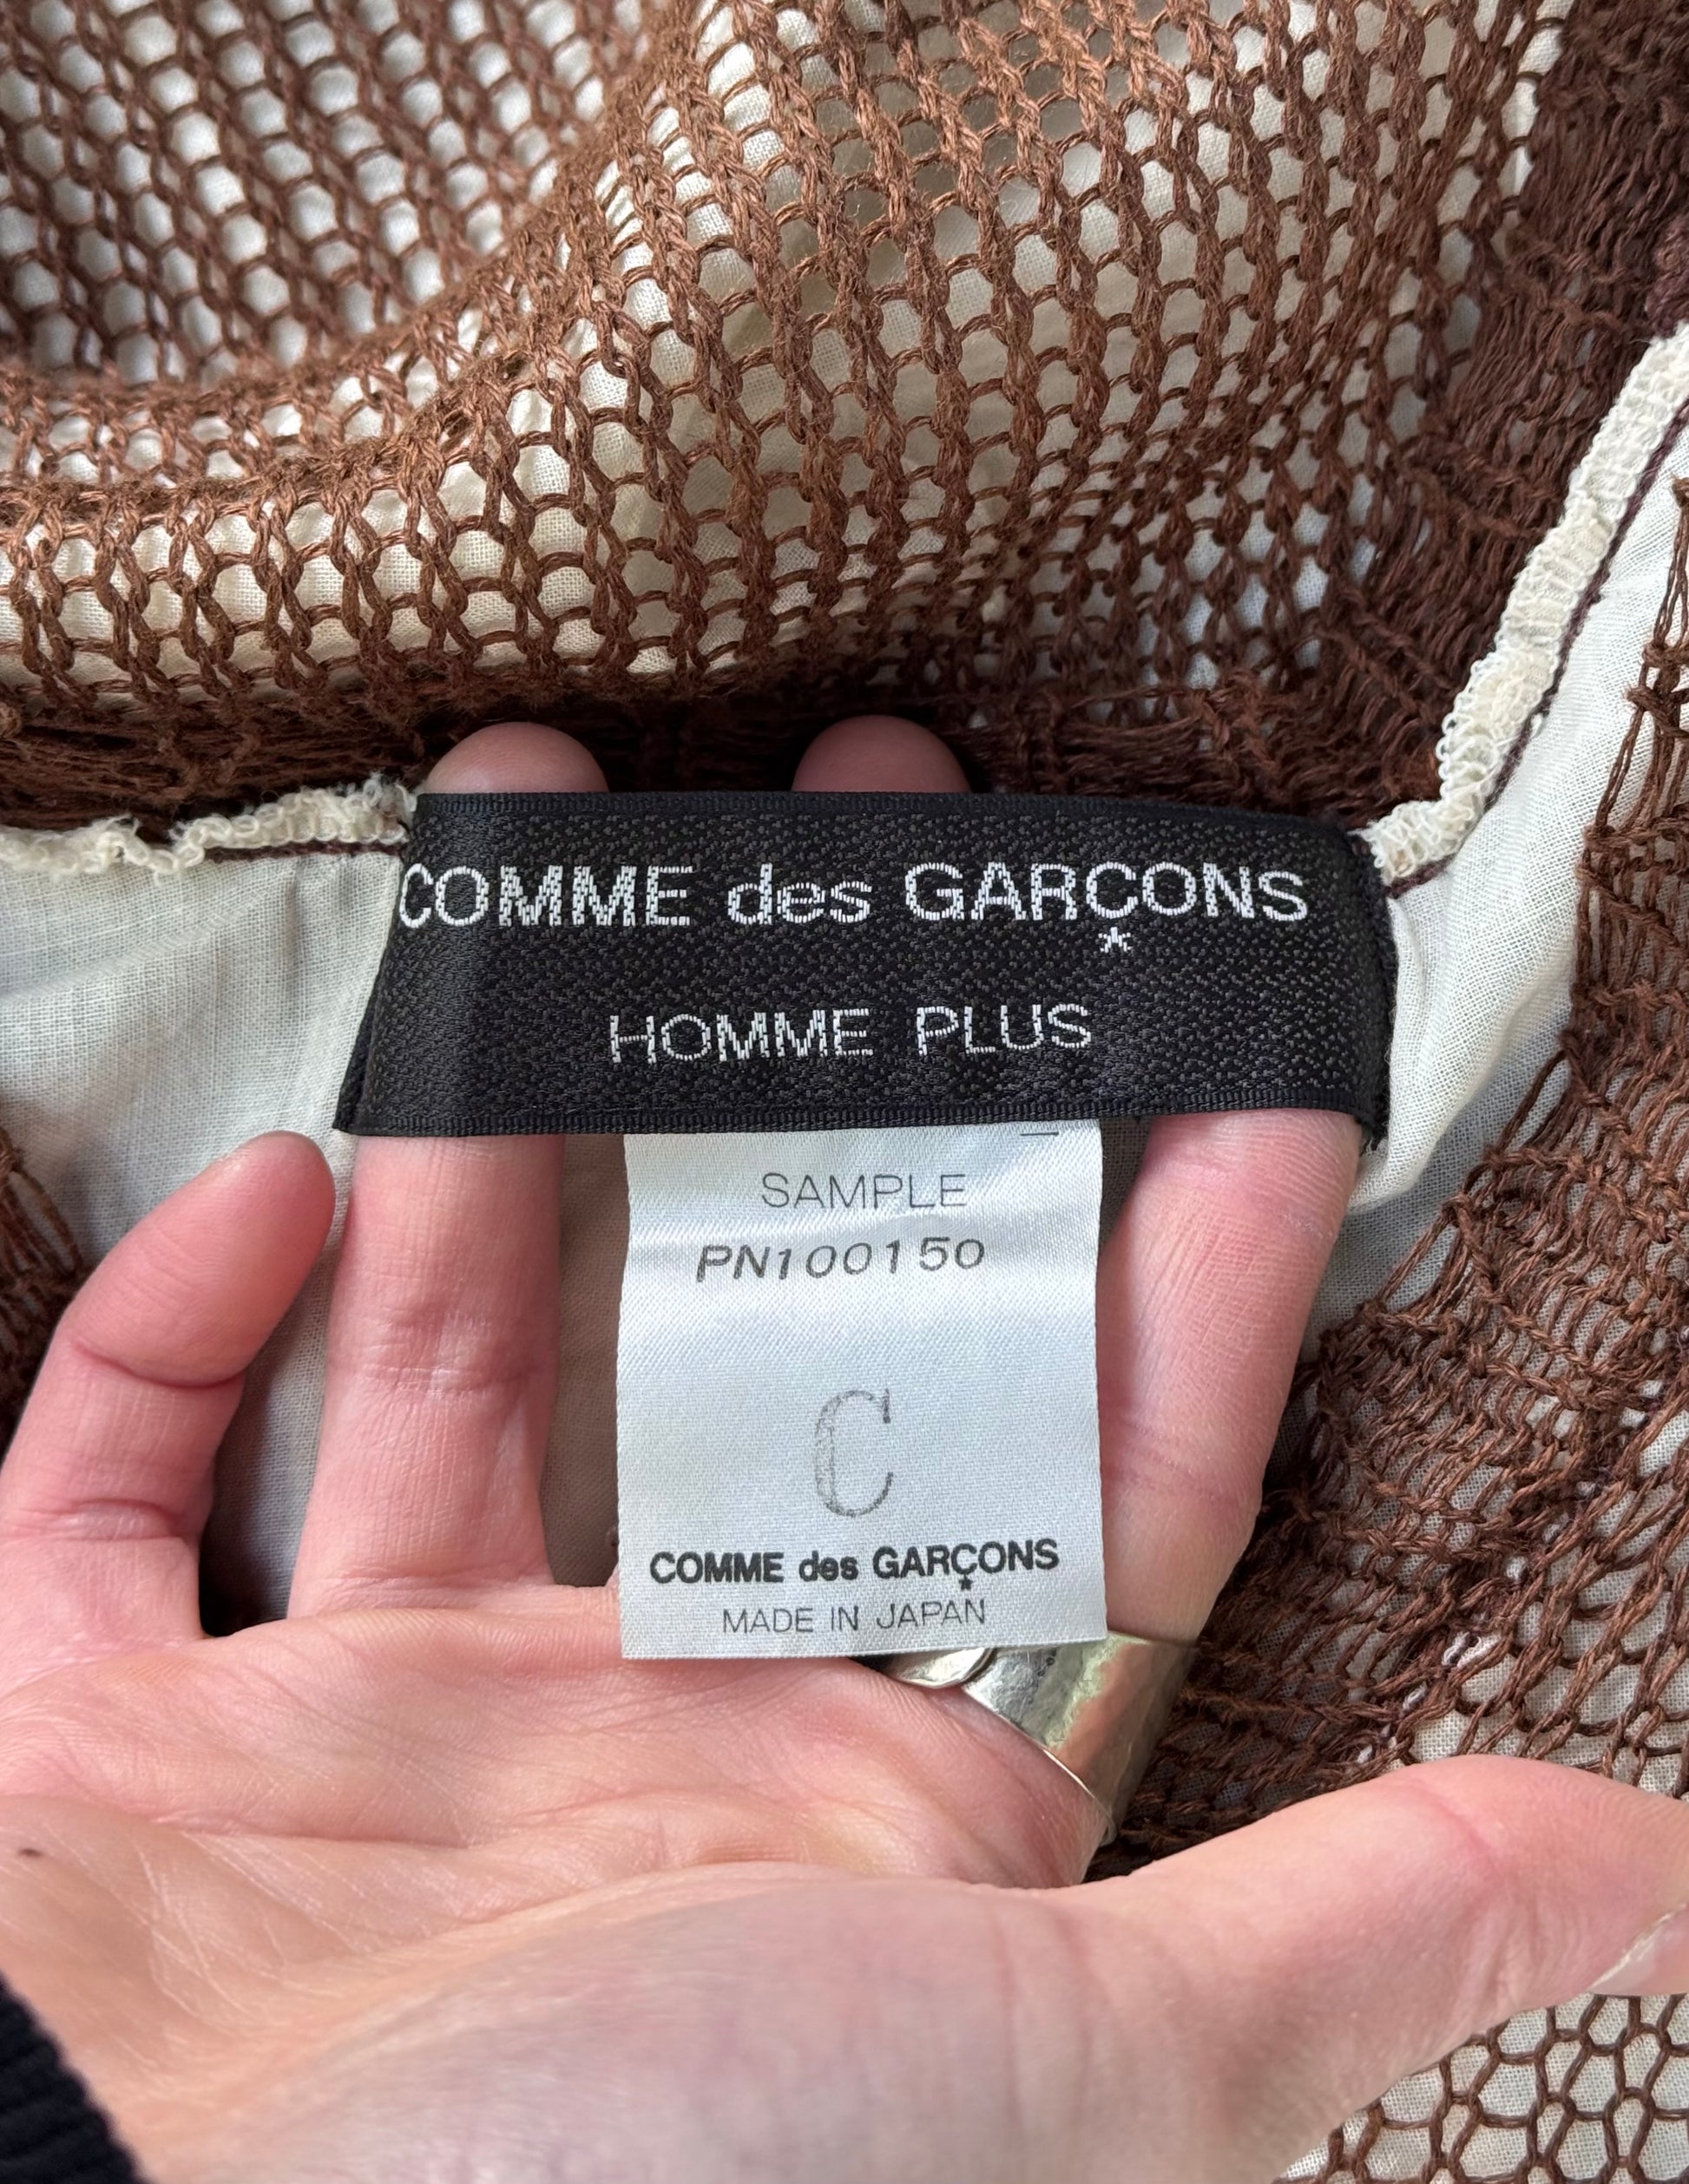 COMME des GARÇONS
HOMME PLUS
SAMPLE
PN100150
C
COMME des GARÇONS
MADE IN JAPAN